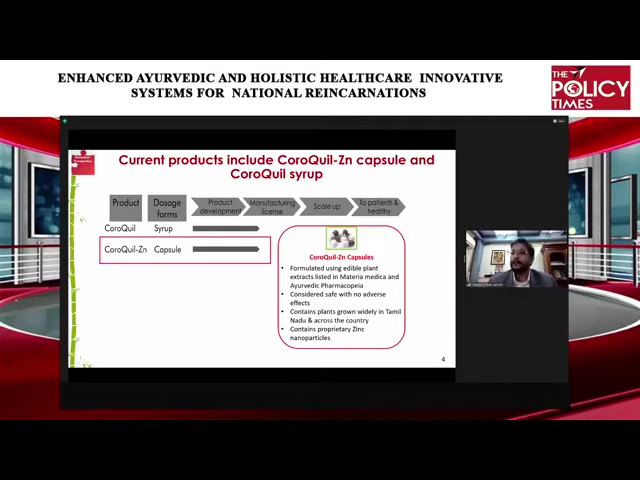 ENHANCED AYURVEDIC AND HOLISTIC HEALTHCARE INNOVATIVE
SYSTEMS FOR NATIONAL REINCARNATIONS
THE
POLICY
TIMES
Current products include CoroQuil-Zn capsule and
CoroQuil syrup
Product
Dosage
forms
Product
development
Manufacturing
license
Scale up
To patients &
healthy
CoroQuil
Syrup
CoroQuil-Zn
Capsule
CoroQuil-Zn Capsules
• Formulated using edible plant
extracts listed in Materia medica and
Ayurvedic Pharmacopeia
• Considered safe with no adverse
effects
• Contains plants grown widely in Tamil
Nadu & across the country
• Contains proprietary Zinc
nanoparticles
4